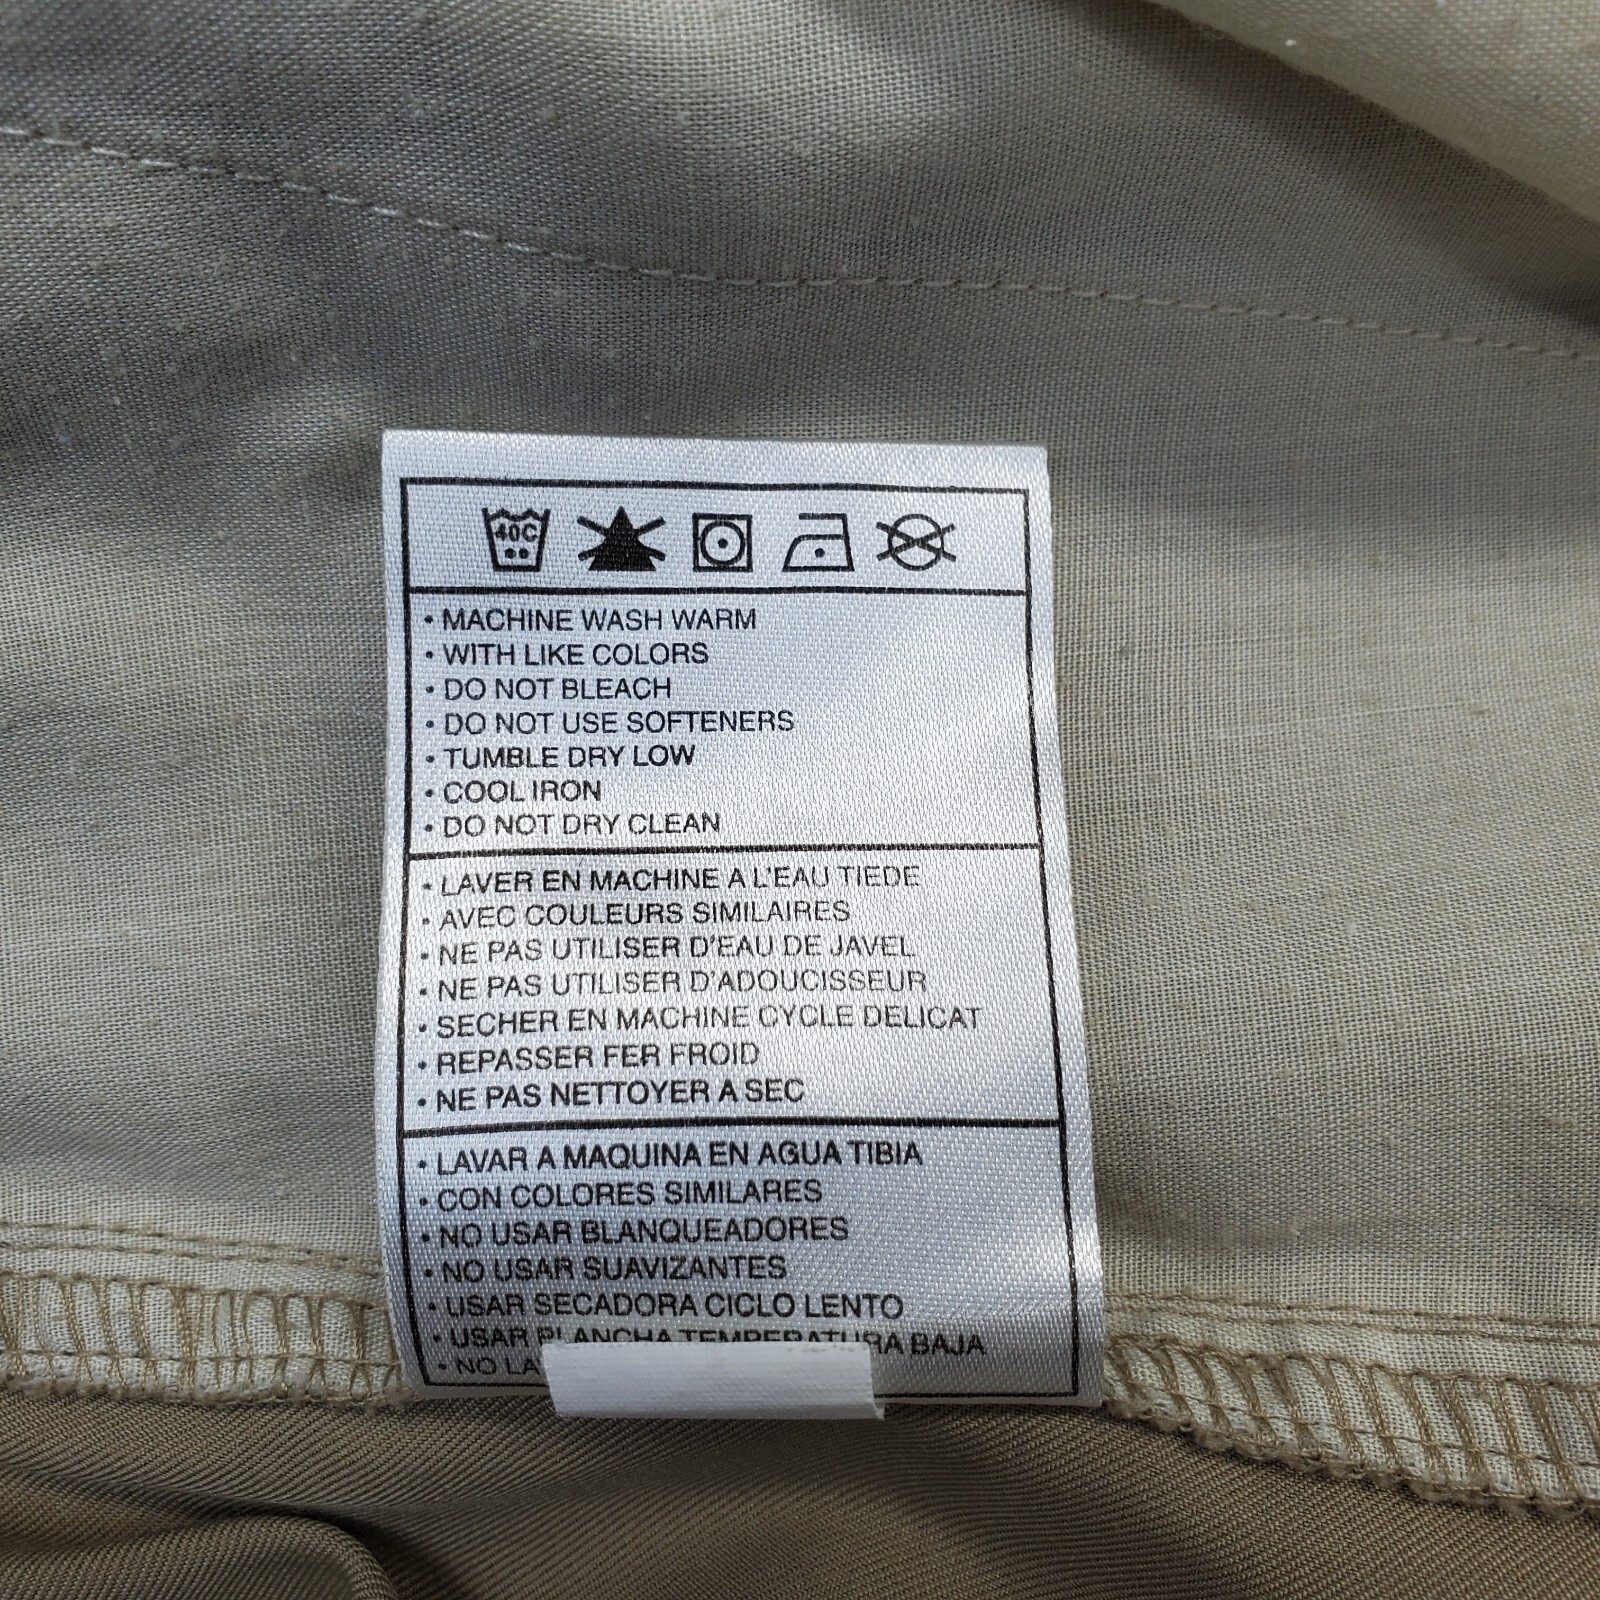 40C
• MACHINE WASH WARM
• WITH LIKE COLORS
• DO NOT BLEACH
• DO NOT USE SOFTENERS
• TUMBLE DRY LOW
• COOL IRON
• DO NOT DRY CLEAN
• LAVER EN MACHINE A L'EAU TIEDE
• AVEC COULEURS SIMILAIRES
• NE PAS UTILISER D'EAU DE JAVEL
• NE PAS UTILISER D'ADOUCISSEUR
• SECHER EN MACHINE CYCLE DELICAT
• REPASSER FER FROID
• NE PAS NETTOYER A SEC
• LAVAR A MAQUINA EN AGUA TIBIA
• CON COLORES SIMILARES
• NO USAR BLANQUEADORES
• NO USAR SUAVIZANTES
• USAR SECADORA CICLO LENTO
• USAR PLANCHA TEMPERATURA BAJA
• NO LA